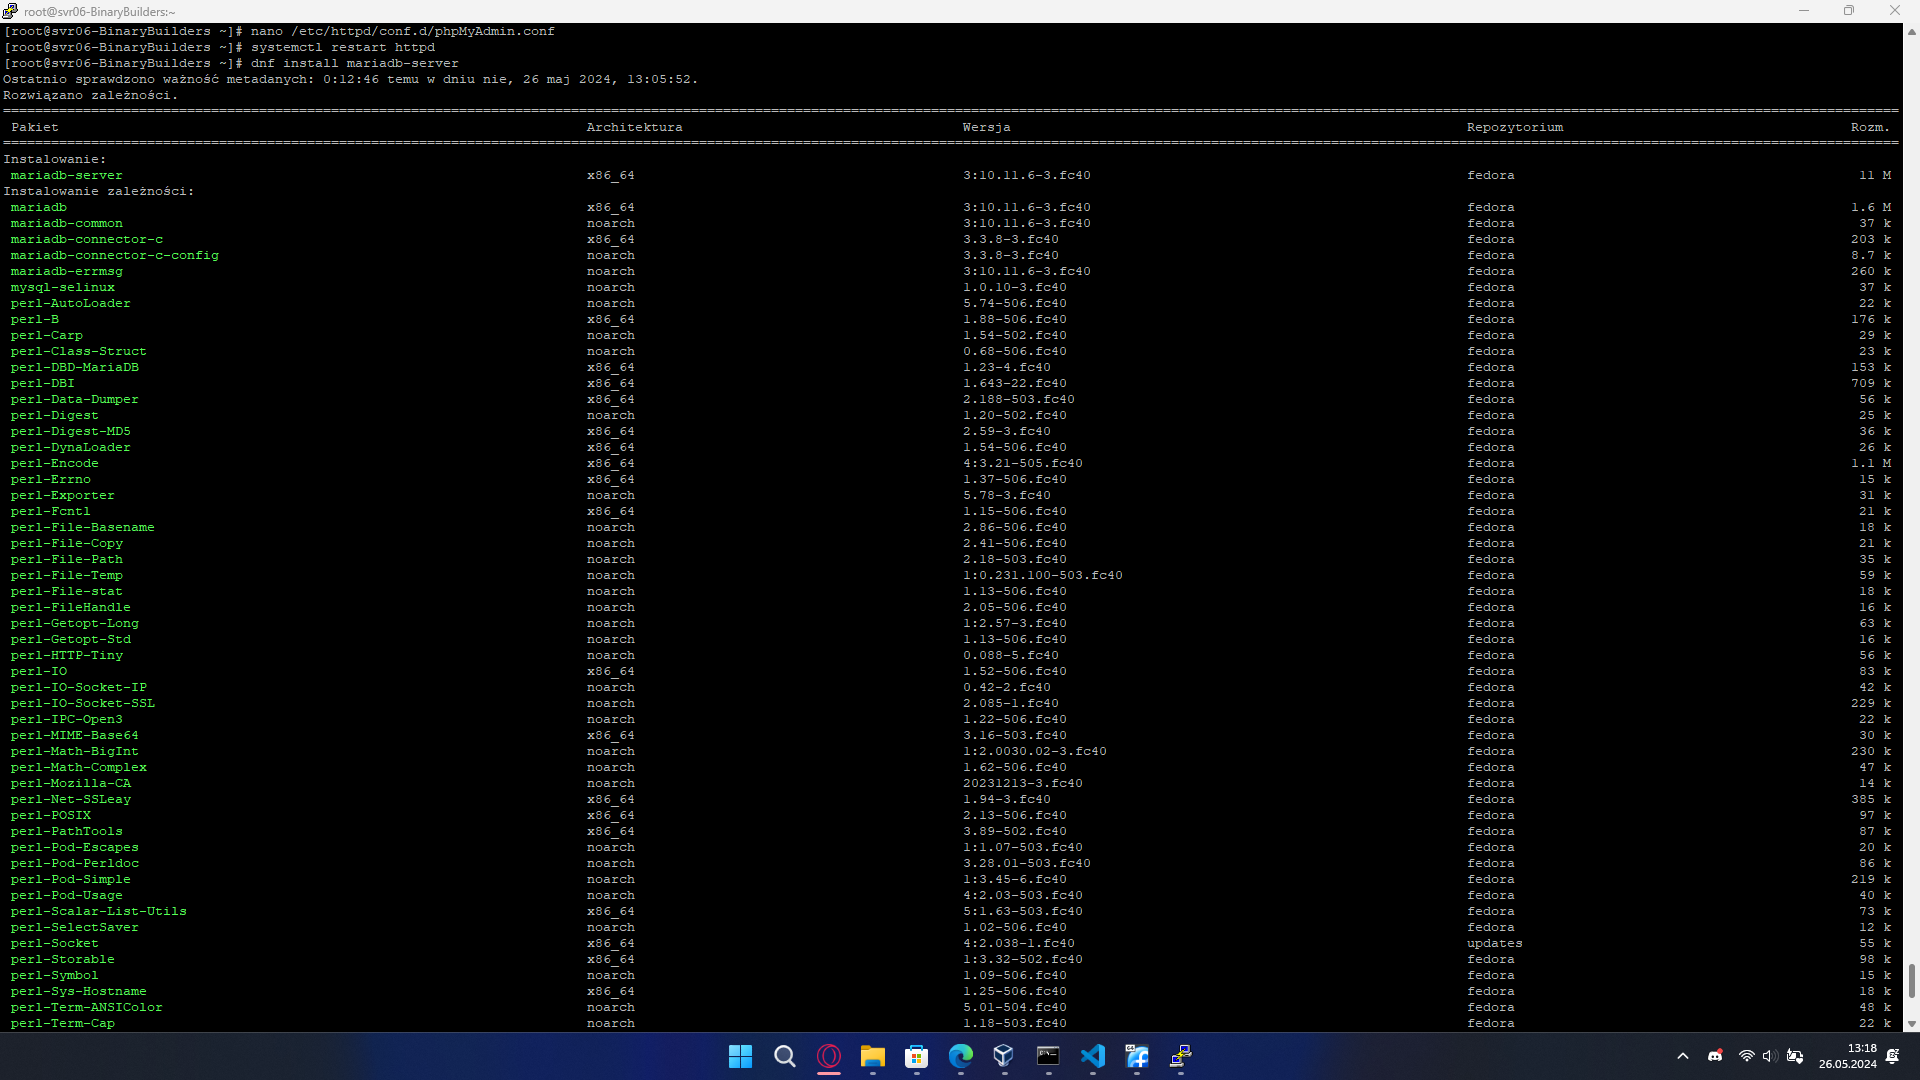 root@svr06-BinaryBuilders:~
[root@svr06-BinaryBuilders ~]# nano /etc/httpd/conf.d/phpMyAdmin.conf
[root@svr06-BinaryBuilders ~]# systemctl restart httpd
[root@svr06-BinaryBuilders ~]# dnf install mariadb-server
Ostatnio sprawdzono ważność metadanych: 0:12:46 temu w dniu nie, 26 maj 2024, 13:05:52.
Rozwiązano zależności.
Pakiet Architektura Wersja Repozytorium Rozm.
Instalowanie:
mariadb-server x86_64 3:10.11.6-3.fc40 fedora 11 M
Instalowanie zależności:
mariadb x86_64 3:10.11.6-3.fc40 fedora 1.6 M
mariadb-common noarch 3:10.11.6-3.fc40 fedora 37 k
mariadb-connector-c x86_64 3.3.8-3.fc40 fedora 203 k
mariadb-connector-c-config noarch 3.3.8-3.fc40 fedora 8.7 k
mariadb-errmsg noarch 3:10.11.6-3.fc40 fedora 260 k
mysql-selinux noarch 1.0.10-3.fc40 fedora 37 k
perl-AutoLoader noarch 5.74-506.fc40 fedora 22 k
perl-B x86_64 1.88-506.fc40 fedora 176 k
perl-Carp noarch 1.54-502.fc40 fedora 29 k
perl-Class-Struct noarch 0.68-506.fc40 fedora 23 k
perl-DBD-MariaDB x86_64 1.23-4.fc40 fedora 153 k
perl-DBI x86_64 1.643-22.fc40 fedora 709 k
perl-Data-Dumper x86_64 2.188-503.fc40 fedora 56 k
perl-Digest noarch 1.20-502.fc40 fedora 25 k
perl-Digest-MD5 x86_64 2.59-3.fc40 fedora 36 k
perl-DynaLoader x86_64 1.54-506.fc40 fedora 26 k
perl-Encode x86_64 4:3.21-505.fc40 fedora 1.1 M
perl-Errno x86_64 1.37-506.fc40 fedora 15 k
perl-Exporter noarch 5.78-3.fc40 fedora 31 k
perl-Fcntl x86_64 1.15-506.fc40 fedora 21 k
perl-File-Basename noarch 2.86-506.fc40 fedora 18 k
perl-File-Copy noarch 2.41-506.fc40 fedora 21 k
perl-File-Path noarch 2.18-503.fc40 fedora 35 k
perl-File-Temp noarch 1:0.231.100-503.fc40 fedora 59 k
perl-File-stat noarch 1.13-506.fc40 fedora 18 k
perl-FileHandle noarch 2.05-506.fc40 fedora 16 k
perl-Getopt-Long noarch 1:2.57-3.fc40 fedora 63 k
perl-Getopt-Std noarch 1.13-506.fc40 fedora 16 k
perl-HTTP-Tiny noarch 0.088-5.fc40 fedora 56 k
perl-IO x86_64 1.52-506.fc40 fedora 83 k
perl-IO-Socket-IP noarch 0.42-2.fc40 fedora 42 k
perl-IO-Socket-SSL noarch 2.085-1.fc40 fedora 229 k
perl-IPC-Open3 noarch 1.22-506.fc40 fedora 22 k
perl-MIME-Base64 x86_64 3.16-503.fc40 fedora 30 k
perl-Math-BigInt noarch 1:2.0030.02-3.fc40 fedora 230 k
perl-Math-Complex noarch 1.62-506.fc40 fedora 47 k
perl-Mozilla-CA noarch 20231213-3.fc40 fedora 14 k
perl-Net-SSLeay x86_64 1.94-3.fc40 fedora 385 k
perl-POSIX x86_64 2.13-506.fc40 fedora 97 k
perl-PathTools x86_64 3.89-502.fc40 fedora 87 k
perl-Pod-Escapes noarch 1:1.07-503.fc40 fedora 20 k
perl-Pod-Perldoc noarch 3.28.01-503.fc40 fedora 86 k
perl-Pod-Simple noarch 1:3.45-6.fc40 fedora 219 k
perl-Pod-Usage noarch 4:2.03-503.fc40 fedora 40 k
perl-Scalar-List-Utils x86_64 5:1.63-503.fc40 fedora 73 k
perl-SelectSaver noarch 1.02-506.fc40 fedora 12 k
perl-Socket x86_64 4:2.038-1.fc40 updates 55 k
perl-Storable x86_64 1:3.32-502.fc40 fedora 98 k
perl-Symbol noarch 1.09-506.fc40 fedora 15 k
perl-Sys-Hostname x86_64 1.25-506.fc40 fedora 18 k
perl-Term-ANSIColor noarch 5.01-504.fc40 fedora 48 k
perl-Term-Cap noarch 1.18-503.fc40 fedora 22 k
13:18
26.05.2024